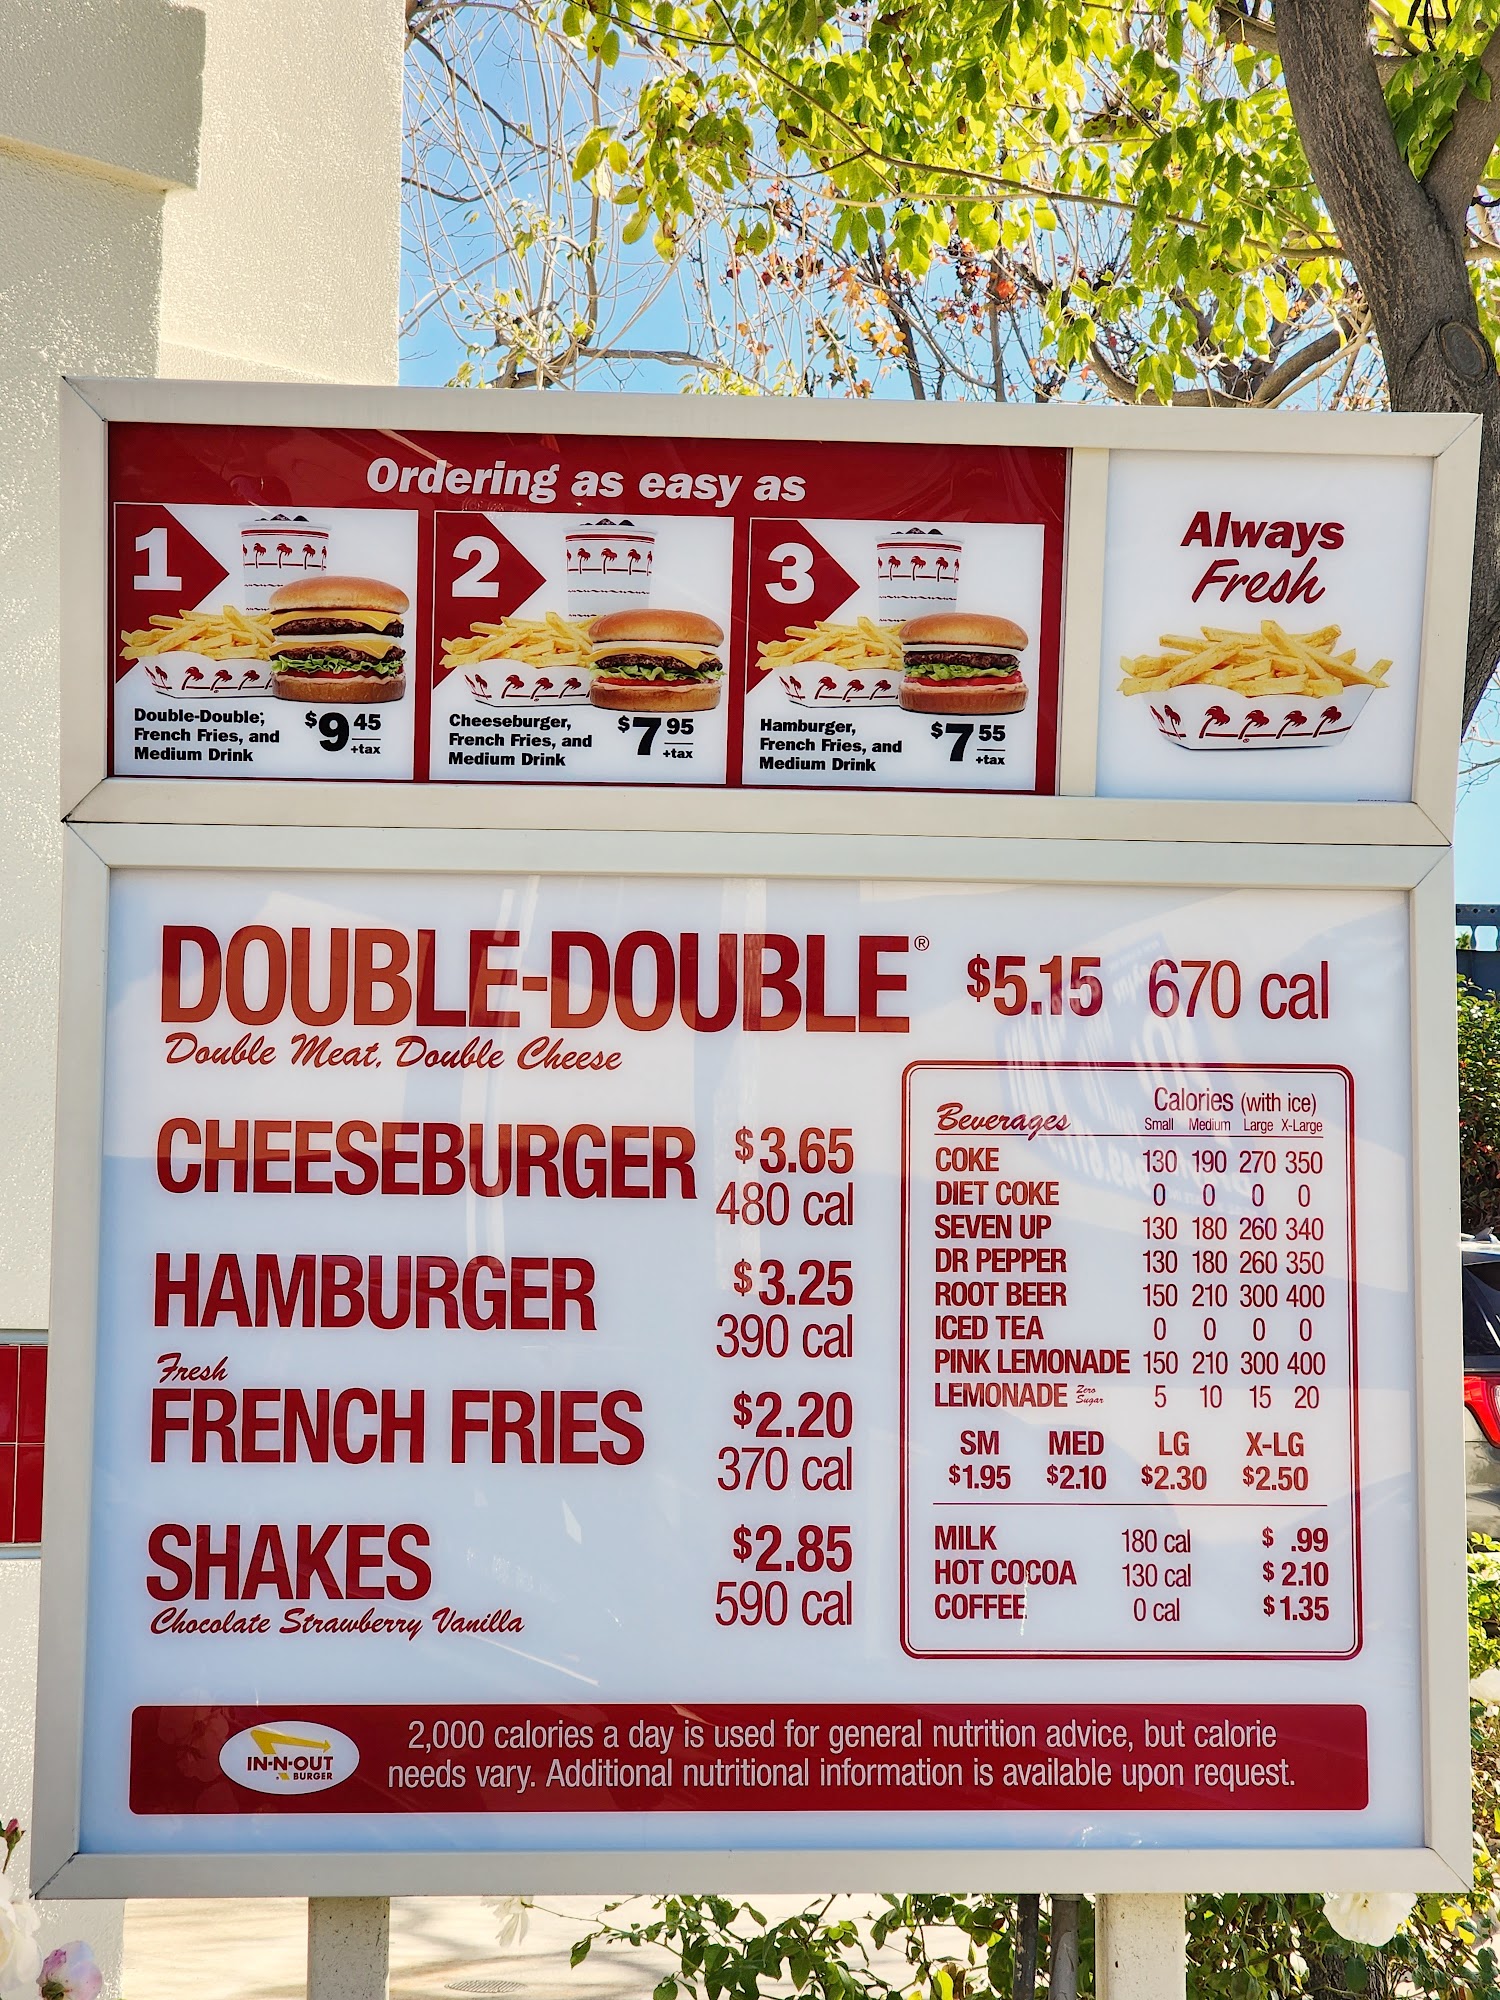 Ordering as easy as
1
Double-Double,
French Fries, and
Medium Drink
$9 45
+tax
2
Cheeseburger,
French Fries, and
Medium Drink
$7 95
+tax
3
Hamburger,
French Fries, and
Medium Drink
$7 55
+tax
Always
Fresh
DOUBLE-DOUBLE® $5.15 670 cal
Double Meat, Double Cheese
CHEESEBURGER $3.65
480 cal
HAMBURGER $3.25
390 cal
Fresh
FRENCH FRIES $2.20
370 cal
SHAKES $2.85
590 cal
Chocolate Strawberry Vanilla
Beverages Calories (with ice)
Small Medium Large X-Large
COKE 130 190 270 350
DIET COKE 0 0 0 0
SEVEN UP 130 180 260 340
DR PEPPER 130 180 260 350
ROOT BEER 150 210 300 400
ICED TEA 0 0 0 0
PINK LEMONADE 150 210 300 400
LEMONADE Zero Sugar 5 10 15 20
SM MED LG X-LG
$1.95 $2.10 $2.30 $2.50
MILK 180 cal $ .99
HOT COCOA 130 cal $ 2.10
COFFEE 0 cal $ 1.35
IN-N-OUT
BURGER
2,000 calories a day is used for general nutrition advice, but calorie
needs vary. Additional nutritional information is available upon request.